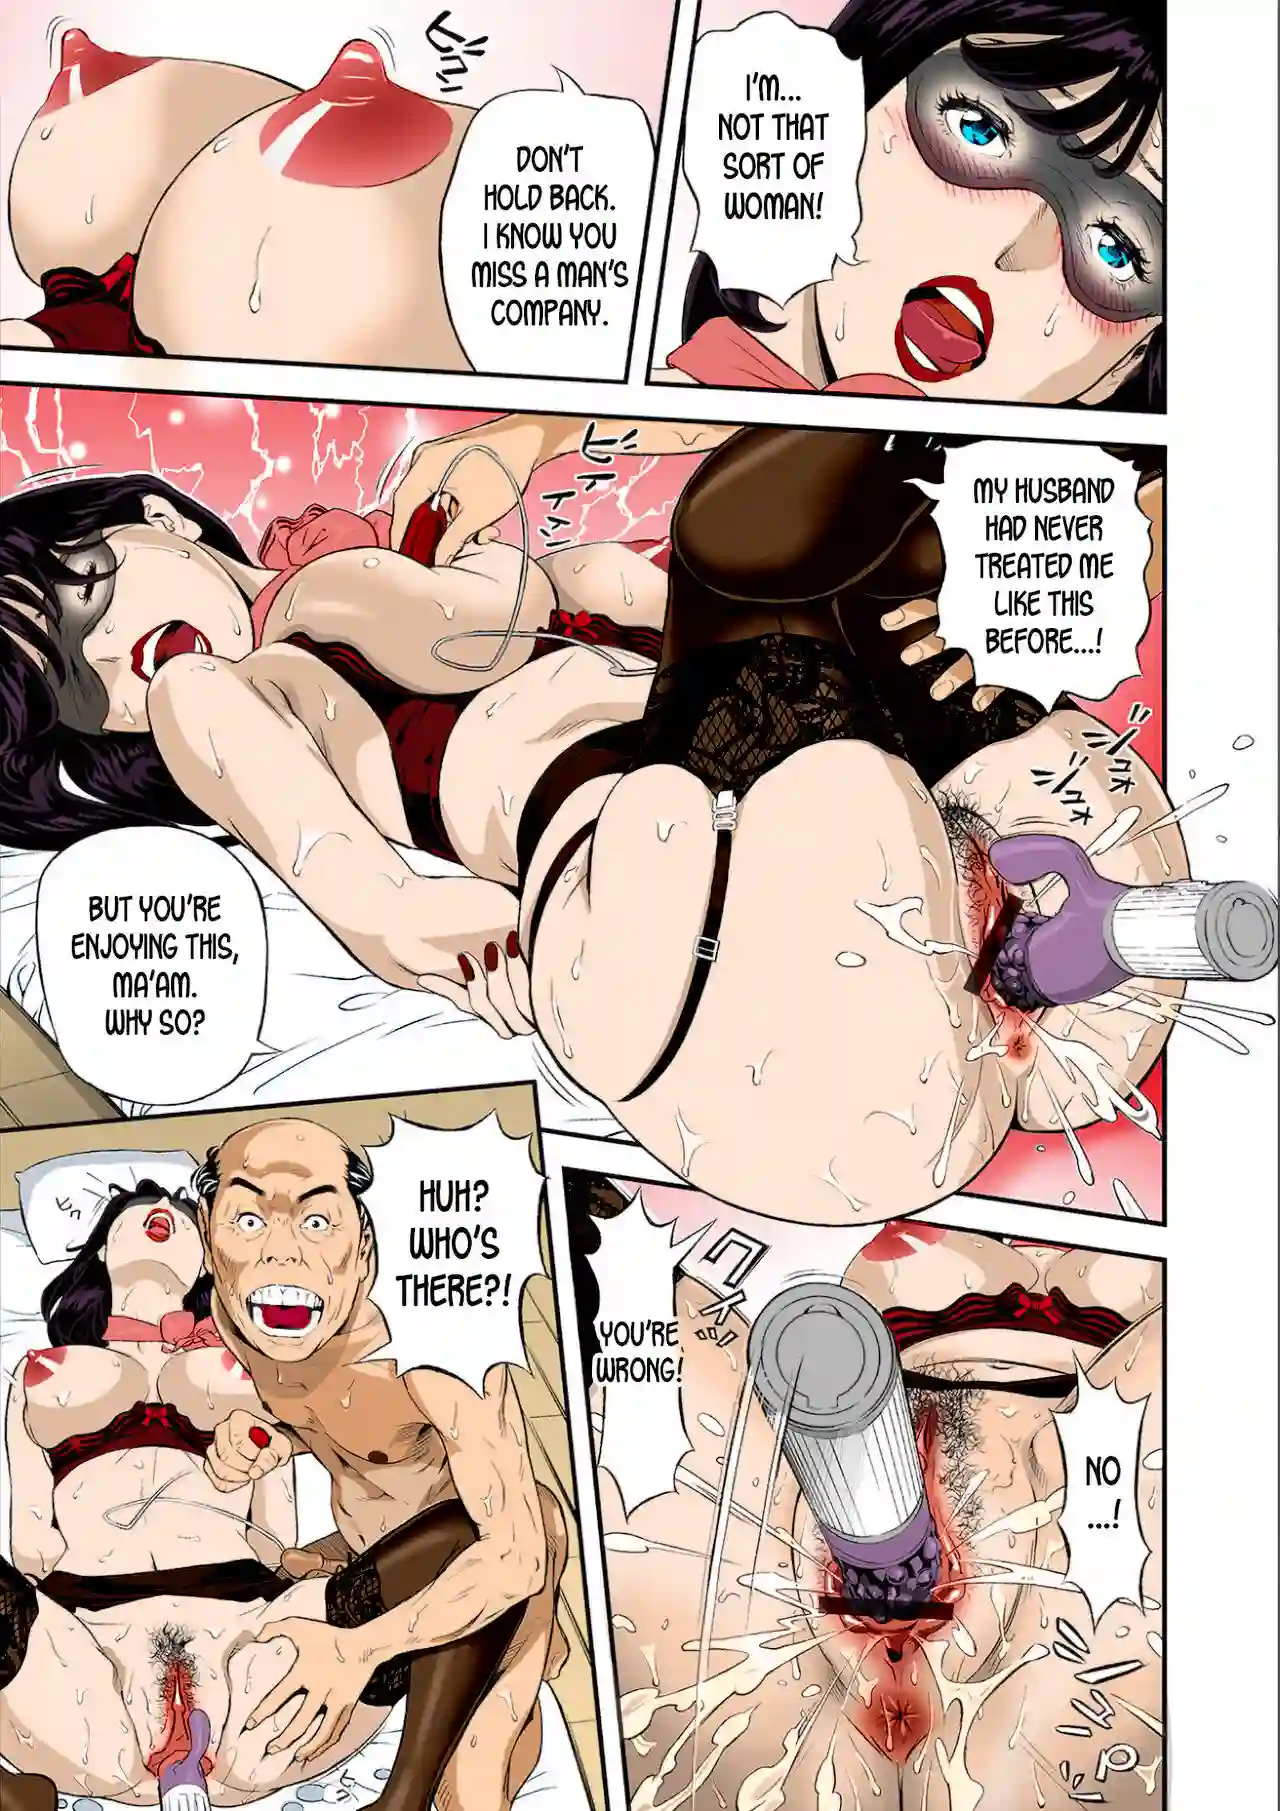 DON'T
HOLD BACK.
I KNOW YOU
MISS A MAN'S
COMPANY.
I'M...
NOT THAT
SORT OF
WOMAN!
MY HUSBAND
HAD NEVER
TREATED ME
LIKE THIS
BEFORE...!
BUT YOU'RE
ENJOYING THIS,
MA'AM.
WHY SO?
HUH?
WHO'S
THERE?!
YOU'RE
WRONG!
NO
...!